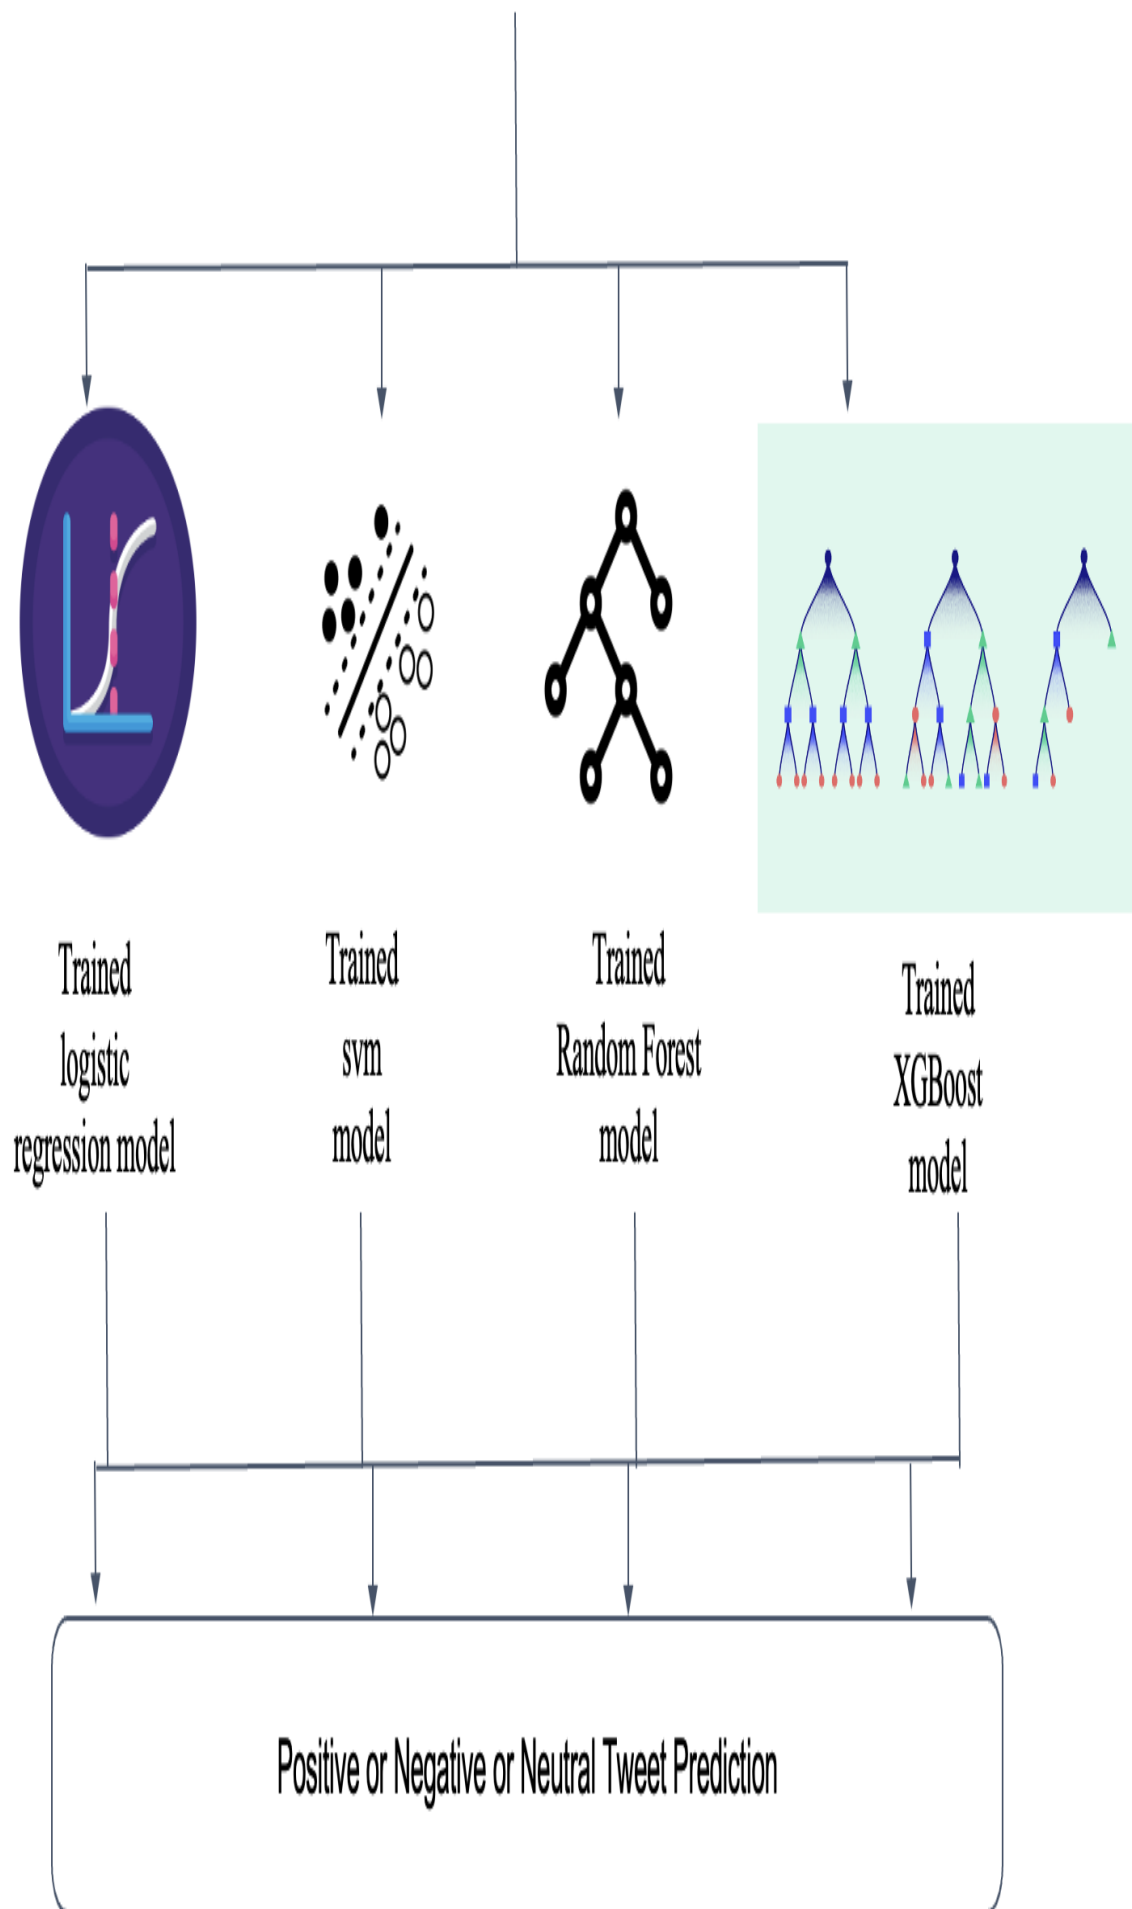 Trained
logistic
regression model
Trained
svm
model
Trained
Random Forest
model
Trained
XGBoost
model
Positive or Negative or Neutral Tweet Prediction